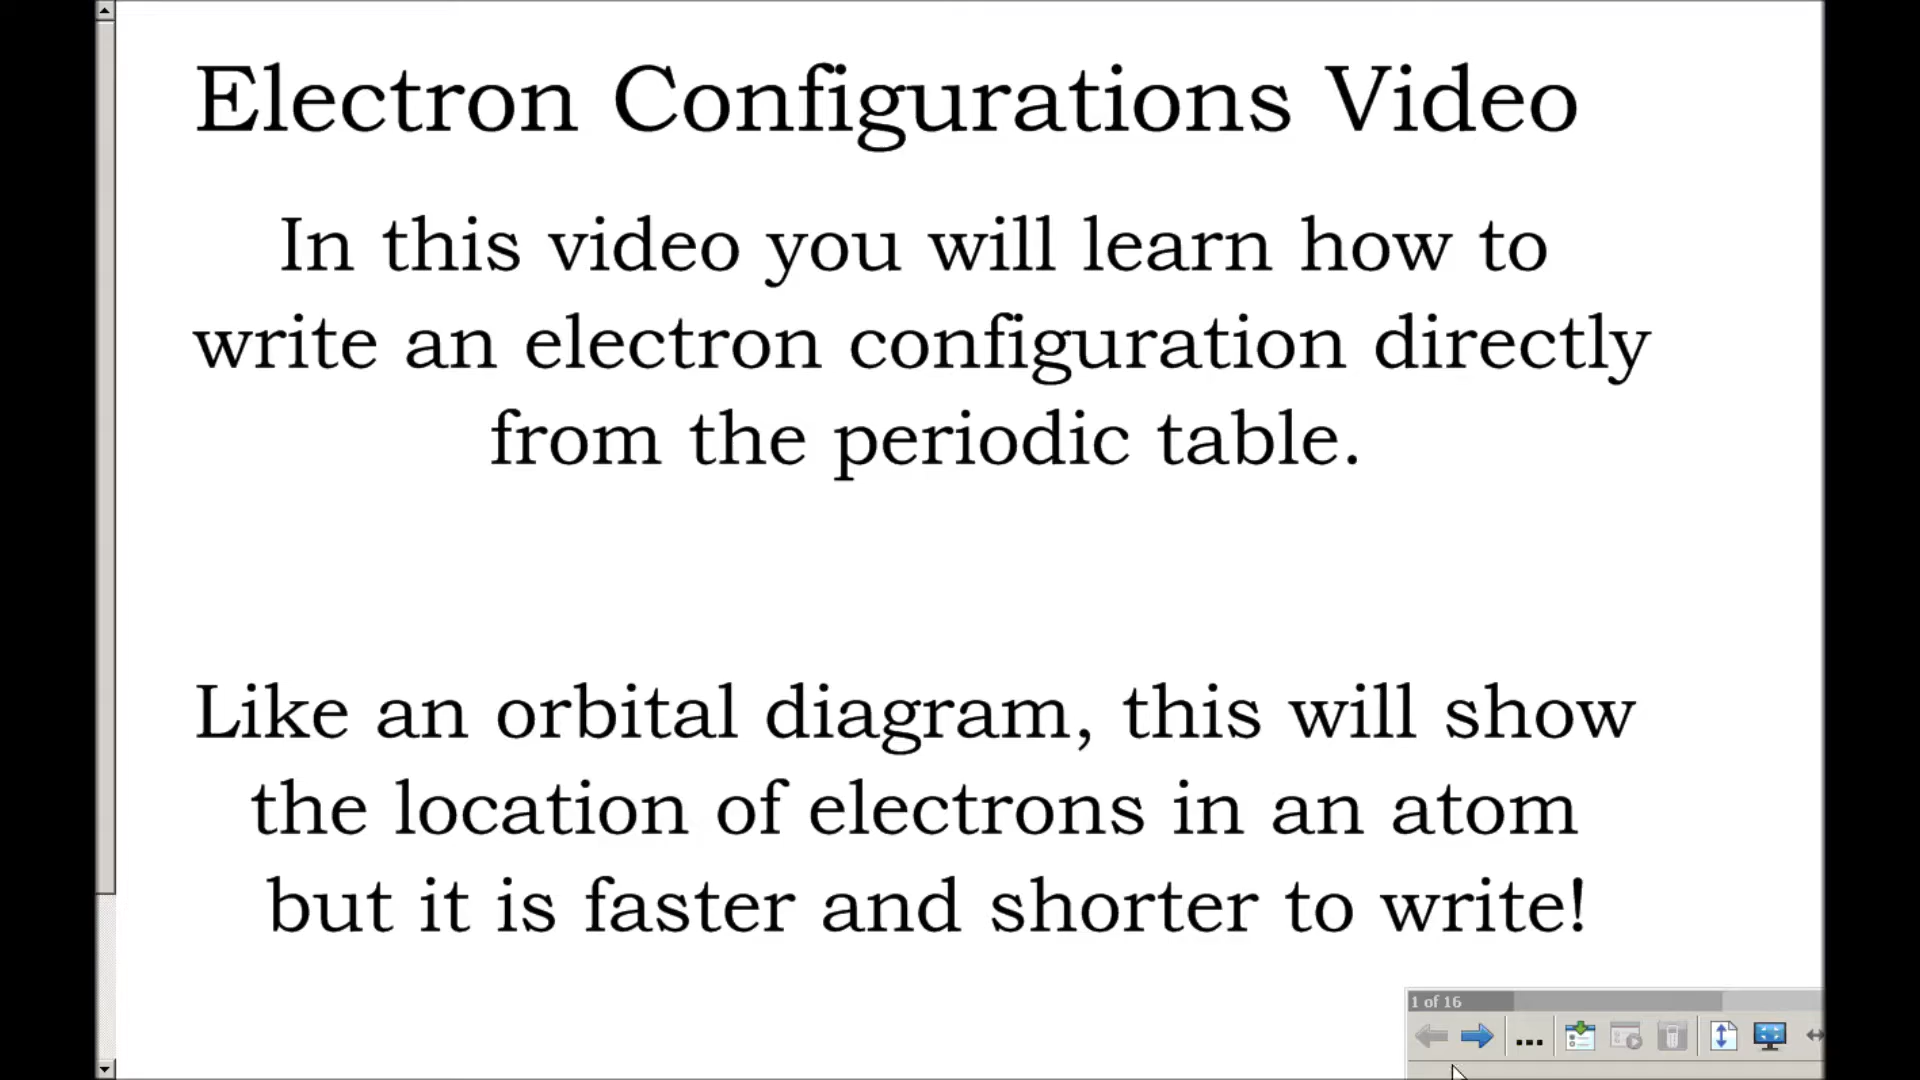 Electron Configurations Video
In this video you will learn how to
write an electron configuration directly
from the periodic table.
Like an orbital diagram, this will show
the location of electrons in an atom
but it is faster and shorter to write!
1 of 16